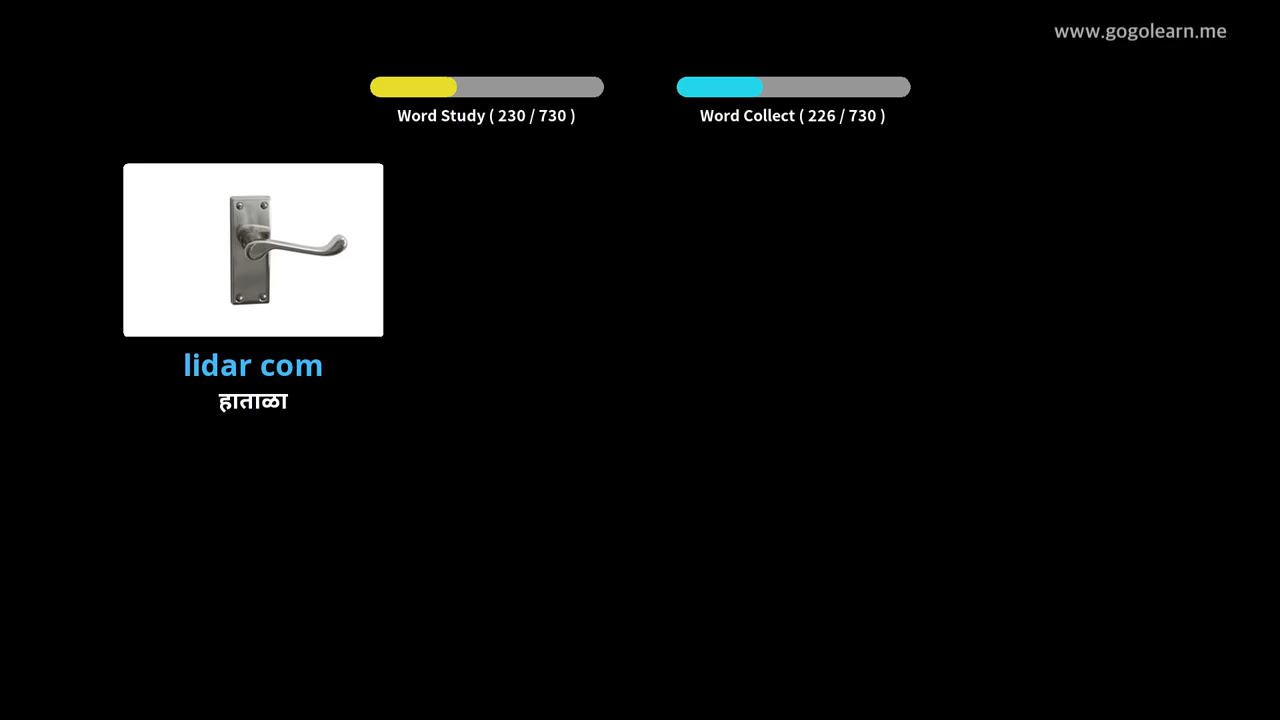 www.gogolearn.me
Word Study ( 230 / 730 )
Word Collect ( 226 / 730 )
lidar com
हाताळा